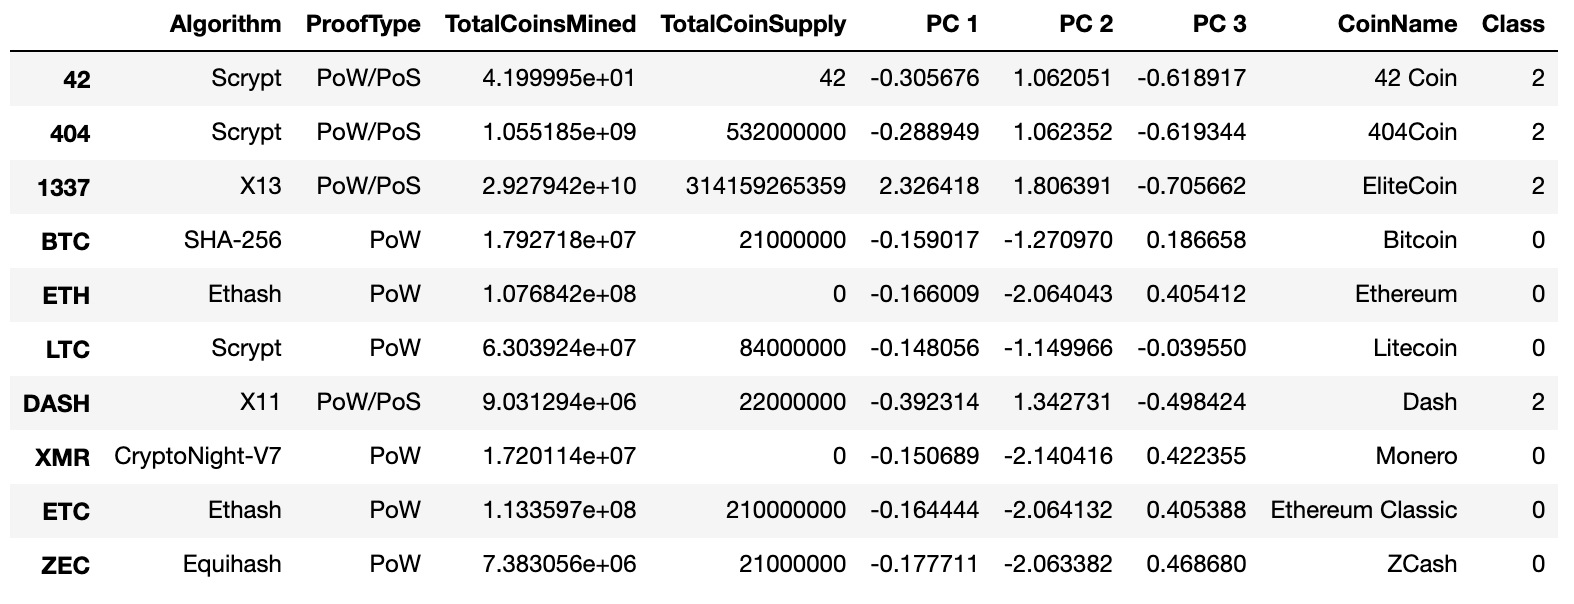 Algorithm ProofType TotalCoinsMined TotalCoinSupply PC 1 PC 2 PC 3 CoinName Class
42 Scrypt PoW/PoS 4.199995e+01 42 -0.305676 1.062051 -0.618917 42 Coin 2
404 Scrypt PoW/PoS 1.055185e+09 532000000 -0.288949 1.062352 -0.619344 404Coin 2
1337 X13 PoW/PoS 2.927942e+10 314159265359 2.326418 1.806391 -0.705662 EliteCoin 2
BTC SHA-256 PoW 1.792718e+07 21000000 -0.159017 -1.270970 0.186658 Bitcoin 0
ETH Ethash PoW 1.076842e+08 0 -0.166009 -2.064043 0.405412 Ethereum 0
LTC Scrypt PoW 6.303924e+07 84000000 -0.148056 -1.149966 -0.039550 Litecoin 0
DASH X11 PoW/PoS 9.031294e+06 22000000 -0.392314 1.342731 -0.498424 Dash 2
XMR CryptoNight-V7 PoW 1.720114e+07 0 -0.150689 -2.140416 0.422355 Monero 0
ETC Ethash PoW 1.133597e+08 210000000 -0.164444 -2.064132 0.405388 Ethereum Classic 0
ZEC Equihash PoW 7.383056e+06 21000000 -0.177711 -2.063382 0.468680 ZCash 0